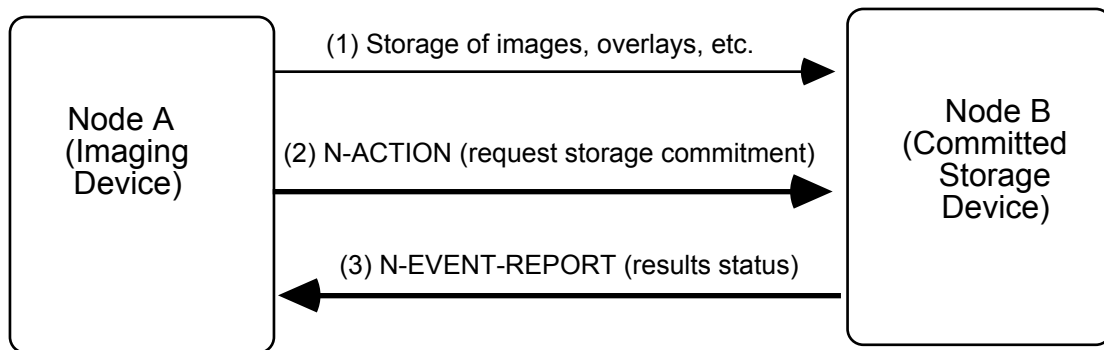 (1) Storage of images, overlays, etc.
Node A
(Imaging
Device)
(2) N-ACTION (request storage commitment)
Node B
(Committed
Storage
Device)
(3) N-EVENT-REPORT (results status)